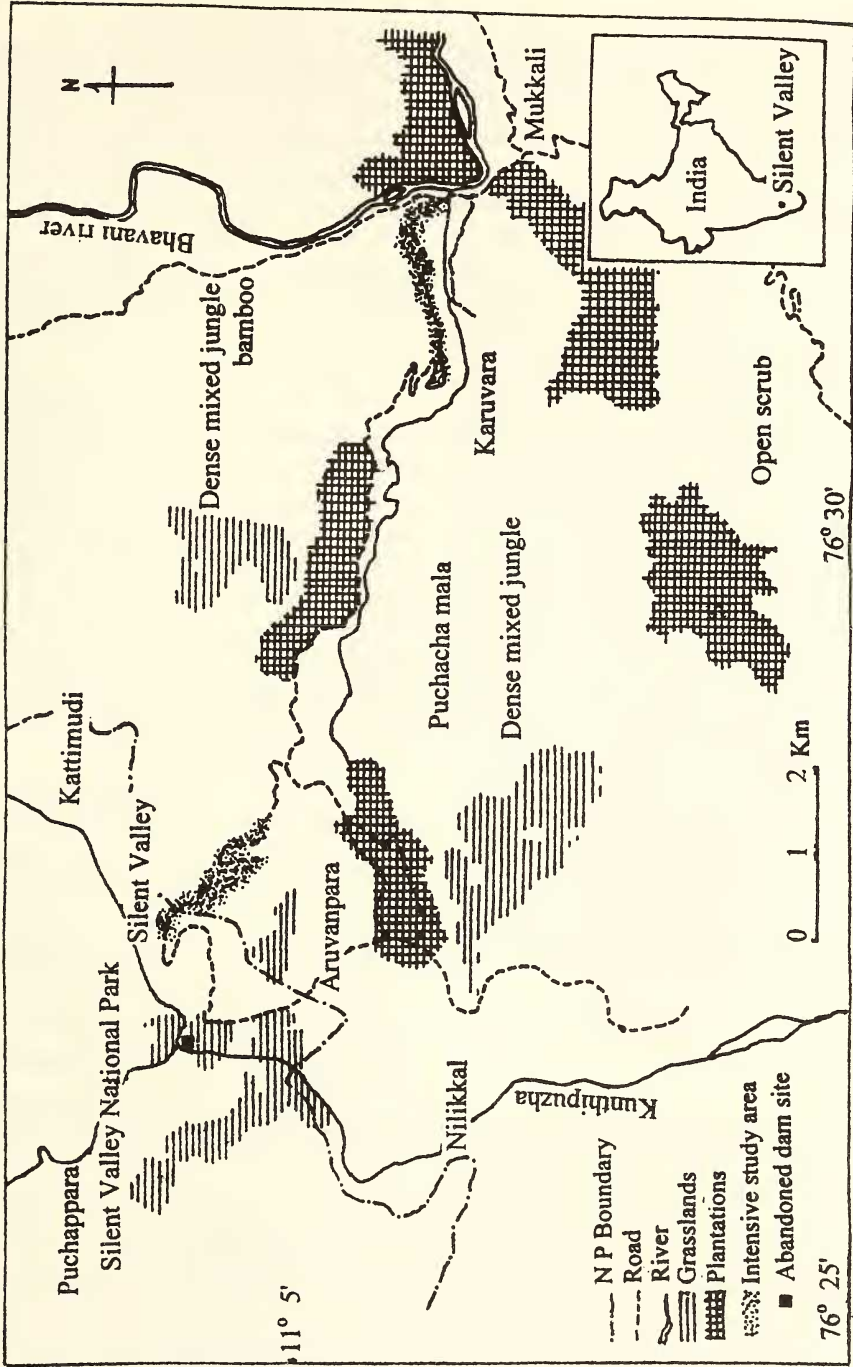 N
Bhavani river
Mukkali
India
Silent Valley
Dense mixed jungle
bamboo
Karuvara
Open scrub
76° 30'
Puchacha mala
Dense mixed jungle
Kattimudi
Silent Valley
Aruvanpara
0 1 2 Km
Puchappara
Silent Valley National Park
Nilikkal
Kunthipuzha
11° 5'
N P Boundary
Road
River
Grasslands
Plantations
Intensive study area
Abandoned dam site
76° 25'